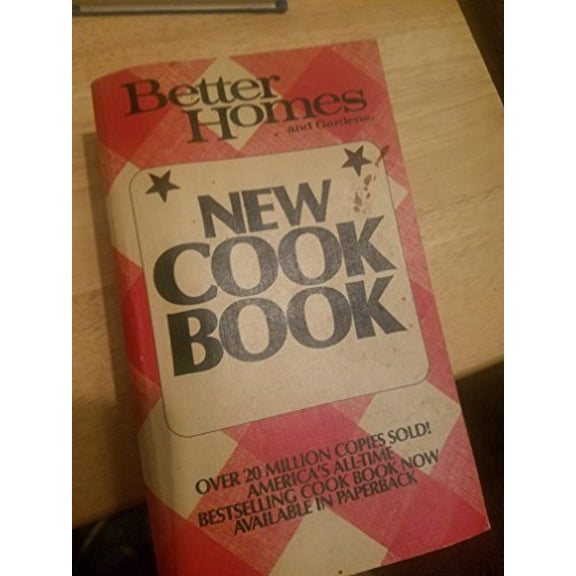 Better
Homes
and Gardens®
NEW
COOK
BOOK
OVER 20 MILLION COPIES SOLD!
AMERICA'S ALL-TIME
BESTSELLING COOK BOOK NOW
AVAILABLE IN PAPERBACK